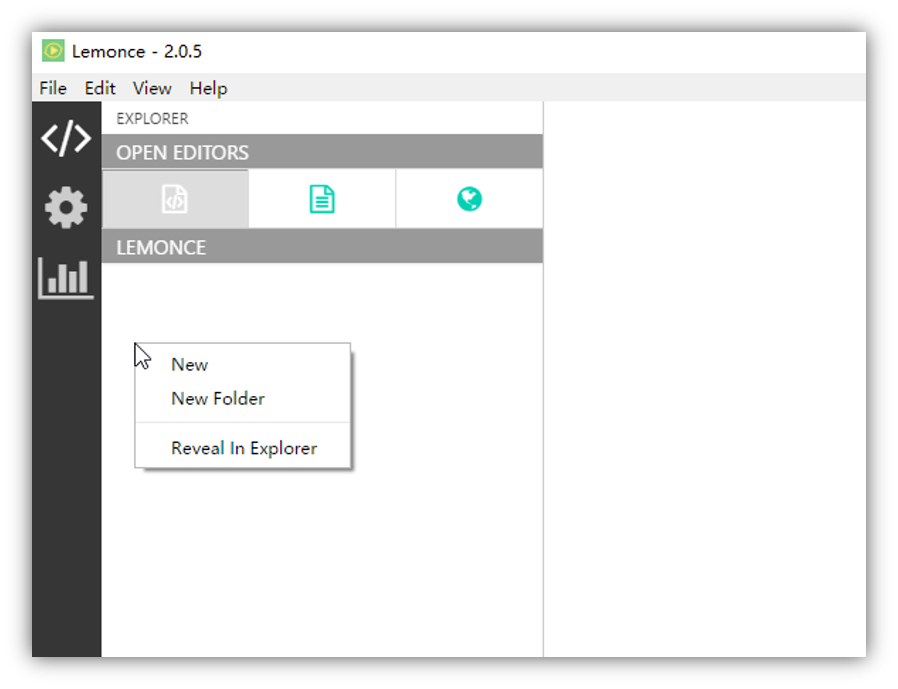 Lemonce - 2.0.5
File Edit View Help
EXPLORER
OPEN EDITORS
LEMONCE
New
New Folder
Reveal In Explorer